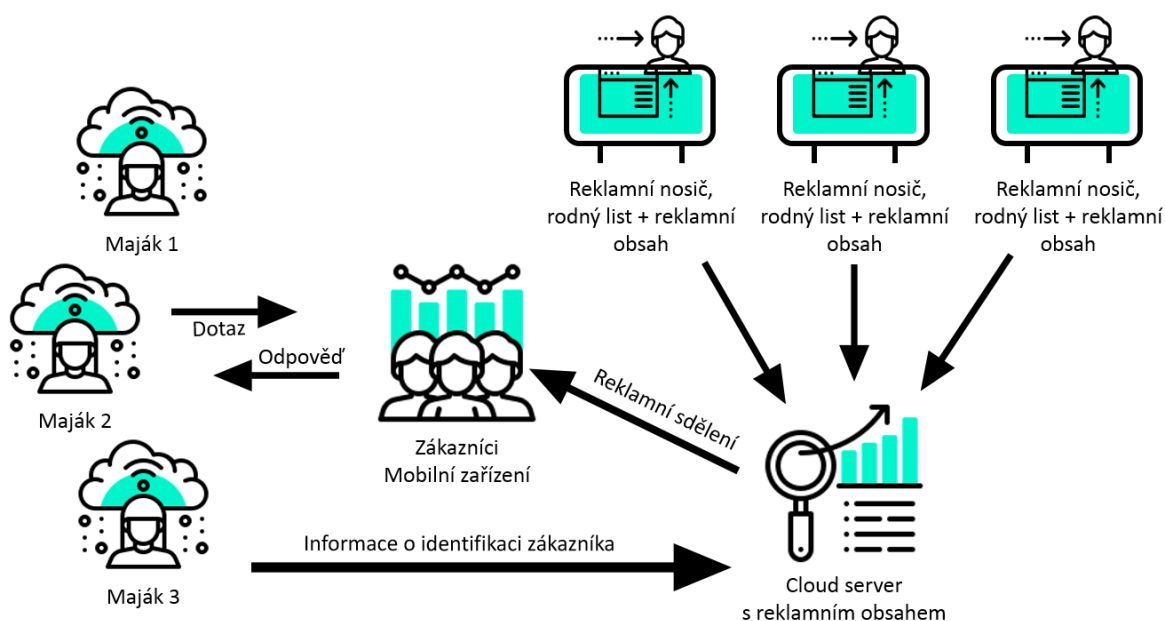 Reklamní nosič,
rodný list + reklamní
obsah
Reklamní nosič,
rodný list + reklamní
obsah
Reklamní nosič,
rodný list + reklamní
obsah
Maják 1
Dotaz
Odpověď
Maják 2
Reklamní sdělení
Zákazníci
Mobilní zařízení
Informace o identifikaci zákazníka
Maják 3
Cloud server
s reklamním obsahem